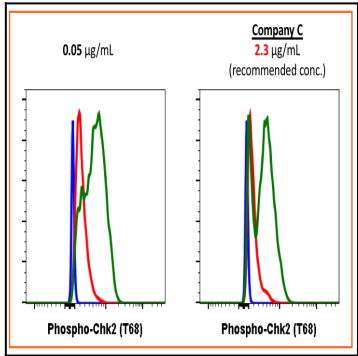 0.05 µg/mL
Company C
2.3 µg/mL
(recommended conc.)
Phospho-Chk2 (T68)
Phospho-Chk2 (T68)